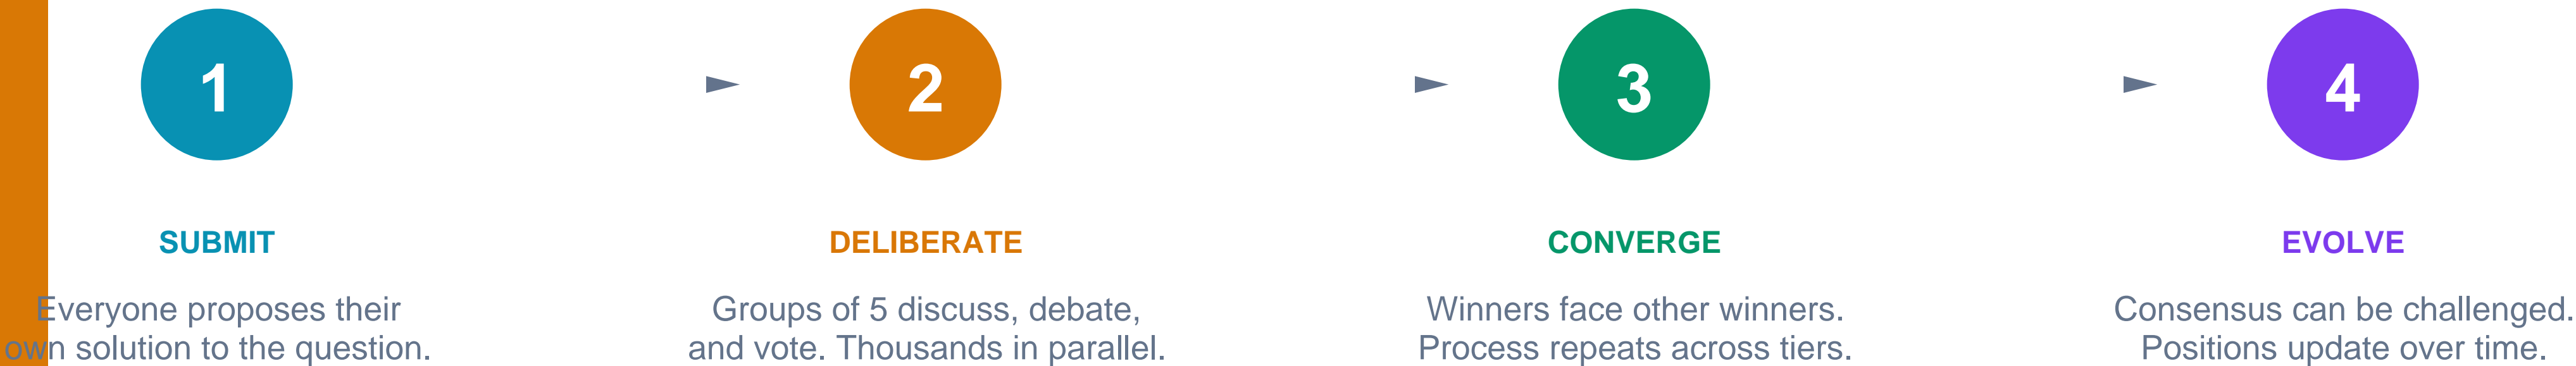 1
SUBMIT
Everyone proposes their
own solution to the question.
2
DELIBERATE
Groups of 5 discuss, debate,
and vote. Thousands in parallel.
3
CONVERGE
Winners face other winners.
Process repeats across tiers.
4
EVOLVE
Consensus can be challenged.
Positions update over time.